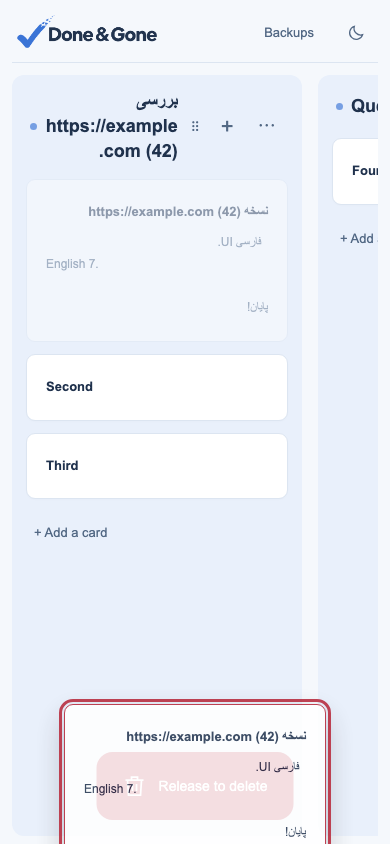 Done & Gone
Backups
بررسی
https://example
.com (42)
نسخه https://example.com (42)
فارسی UI.
English 7.
پایان!
Second
Third
+ Add a card
Que
Four
+ Add a
نسخه https://example.com (42)
فارسی UI.
English 7.
Release to delete
پایان!